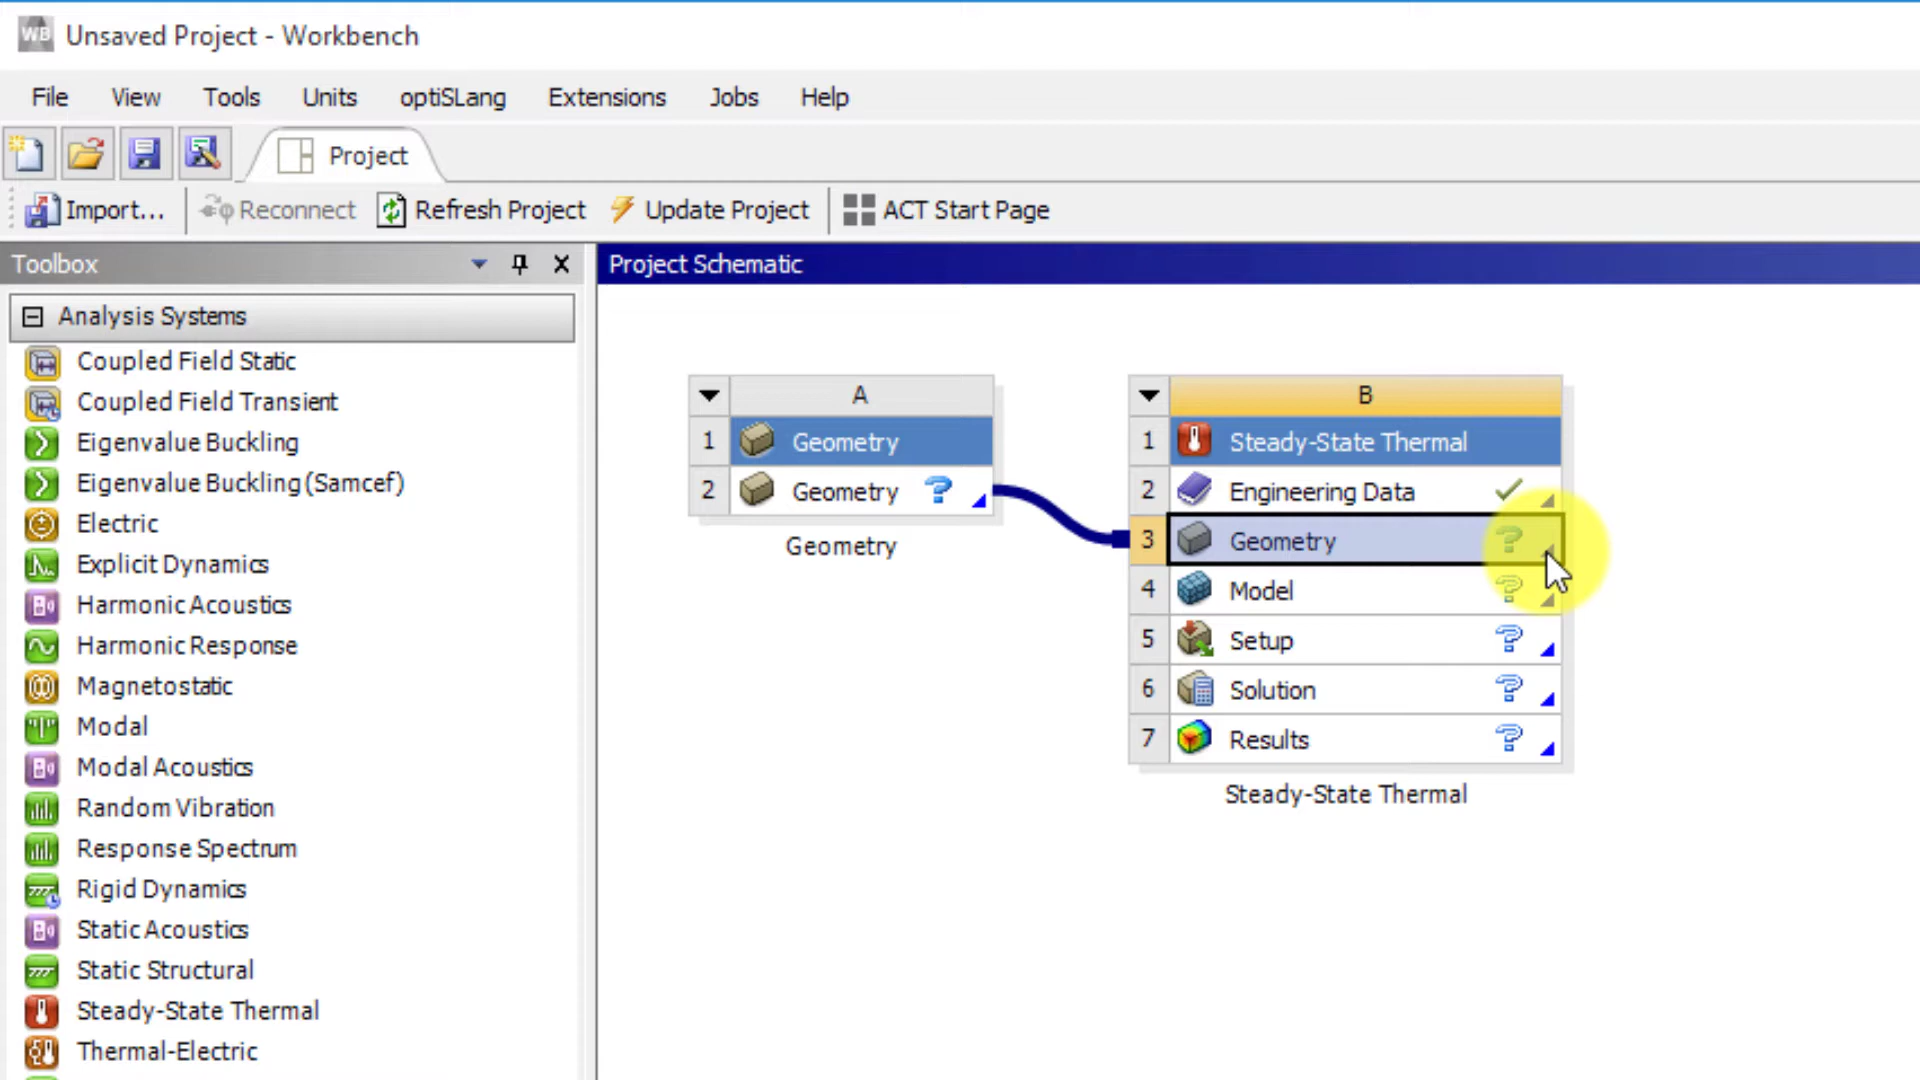 WB Unsaved Project - Workbench
File View Tools Units optiSLang Extensions Jobs Help
Project
Import... Reconnect Refresh Project Update Project ACT Start Page
Toolbox
Project Schematic
Analysis Systems
Coupled Field Static
Coupled Field Transient
Eigenvalue Buckling
Eigenvalue Buckling (Samcef)
Electric
Explicit Dynamics
Harmonic Acoustics
Harmonic Response
Magnetostatic
Modal
Modal Acoustics
Random Vibration
Response Spectrum
Rigid Dynamics
Static Acoustics
Static Structural
Steady-State Thermal
Thermal-Electric
A
1 Geometry
2 Geometry ?
Geometry
B
1 Steady-State Thermal
2 Engineering Data
3 Geometry ?
4 Model ?
5 Setup ?
6 Solution ?
7 Results ?
Steady-State Thermal